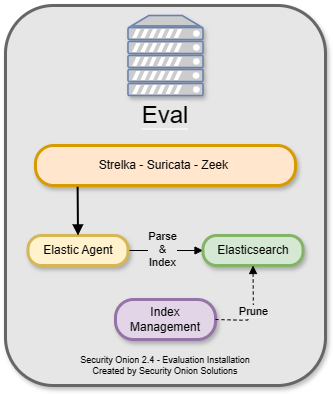 Eval
Strelka - Suricata - Zeek
Elastic Agent
Parse
&
Index
Elasticsearch
Index
Management
Prune
Security Onion 2.4 - Evaluation Installation
Created by Security Onion Solutions